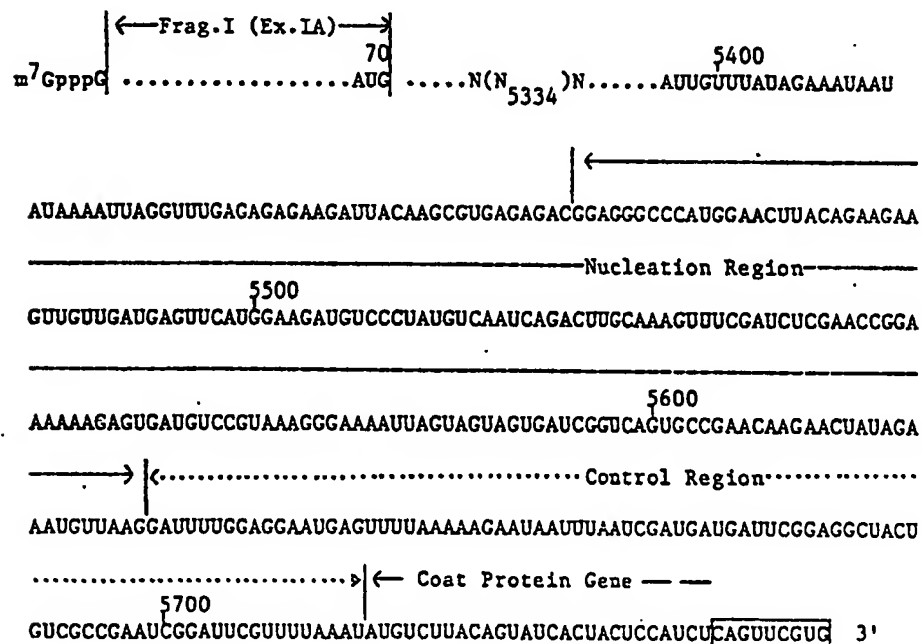 Frag.I (Ex.IA)
70
5400
m7GpppG ................AUG ..... ..N(N5334)N...... AUUGUUUAUAGAAAUAAU
AUAAAAUUAGGUUUGAGAGAGAAGAUUACAAGCGUGAGAGACGGAGGGCCCAUGGAACUUACAGAAGAA
Nucleation Region
5500
GUUGUUGAUGAGUUCAUGGAAGAUGUCCCUAUGUCAAUCAGACUUGCAAAGUUUCGAUCUCGAACCGGA
5600
AAAAAGAGUGAUGUCCGUAAAGGGAAAAUUAGUAGUAGUGAUCGGUCAGUGCCGAACAAGAACUAUAGA
Control Region
AAUGUUAAGGAUUUUGGAGGAAUGAGUUUUAAAAAGAAUAAUUUAAUCGAUGAUGAUUCGGAGGCUACU
5700
Coat Protein Gene
GUCGCCGAAUCGGAUUCGUUUUAAAUAUGUCUUACAGUAUCACUACUCCAUCUCAGUUCGUG 3'